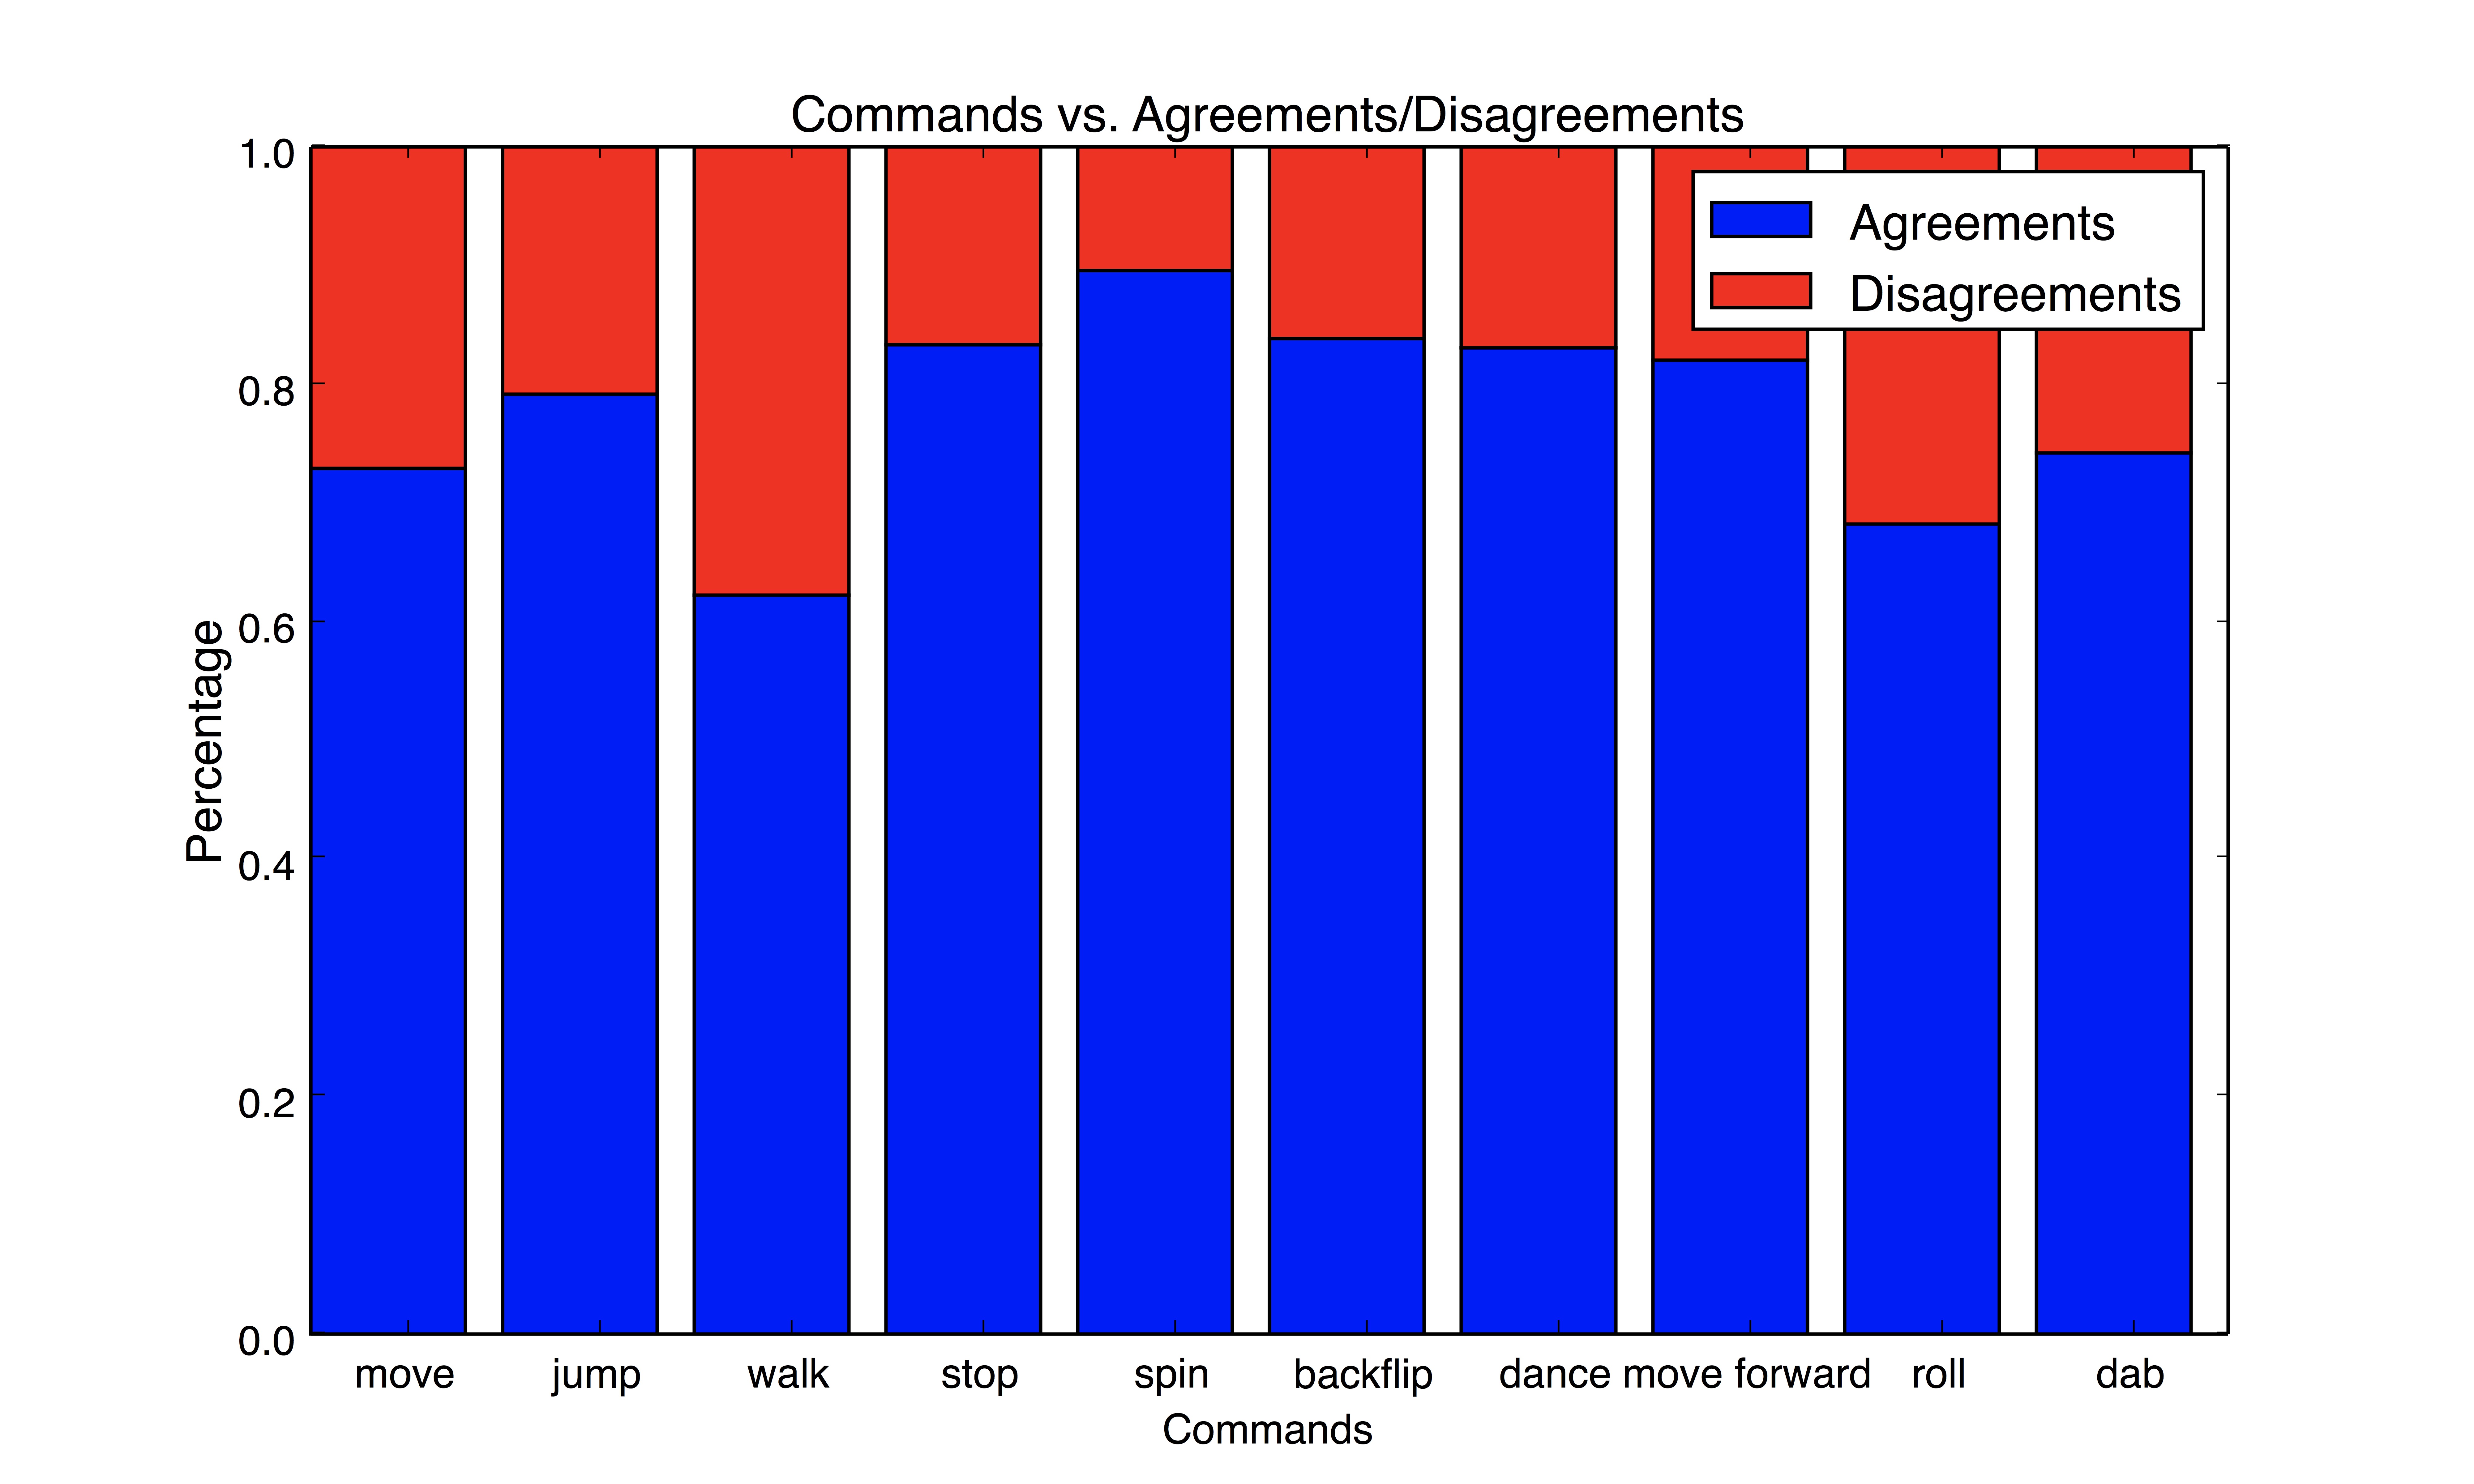 Commands vs. Agreements/Disagreements
1.0
0.8
0.6
0.4
0.2
0.0
Percentage
Agreements
Disagreements
move jump walk stop spin backflip dance move forward roll dab
Commands